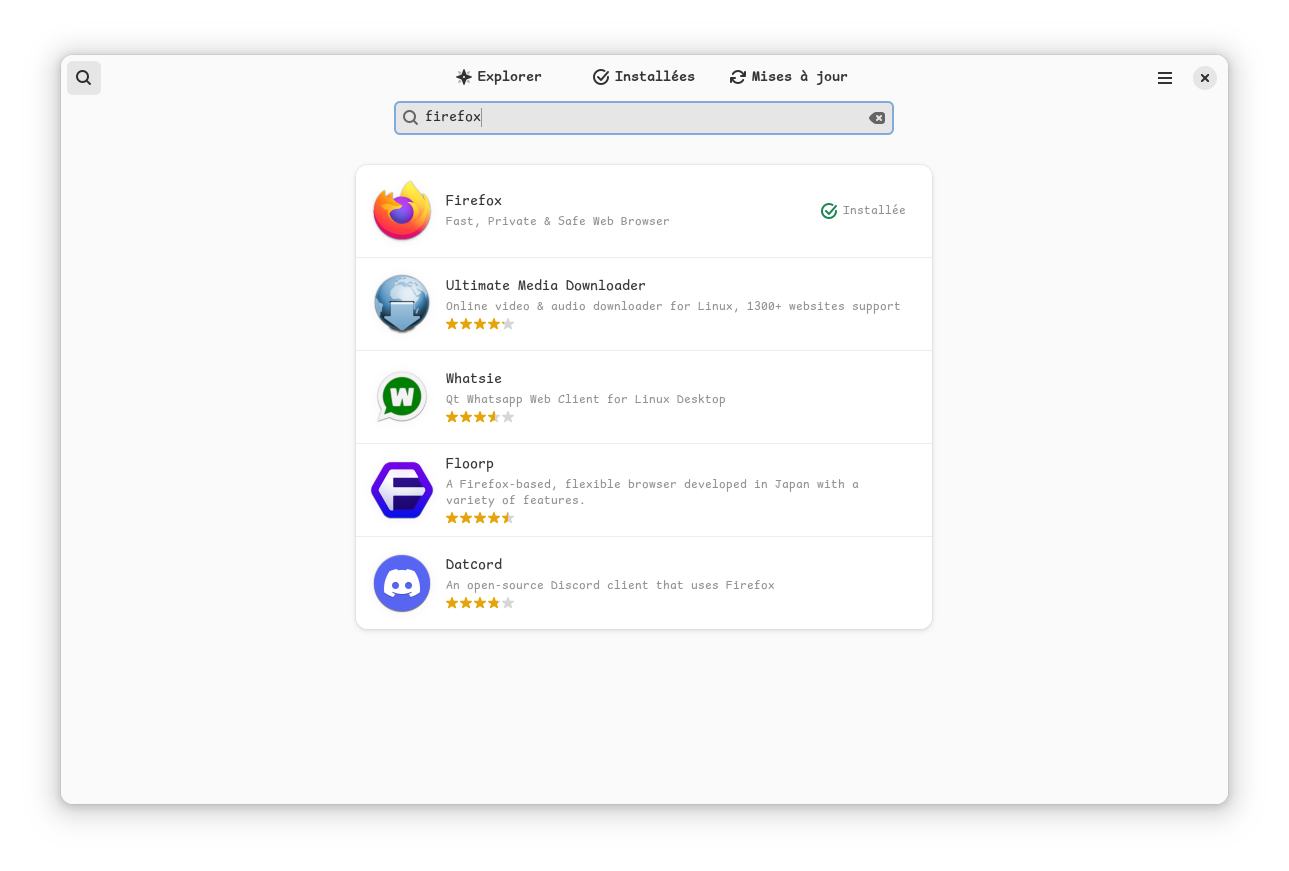 Explorer
Installées
Mises à jour
firefox
Firefox
Fast, Private & Safe Web Browser
Installée
Ultimate Media Downloader
Online video & audio downloader for Linux, 1300+ websites support
W
Whatsie
Qt Whatsapp Web Client for Linux Desktop
Floorp
A Firefox-based, flexible browser developed in Japan with a
variety of features.
Datcord
An open-source Discord client that uses Firefox